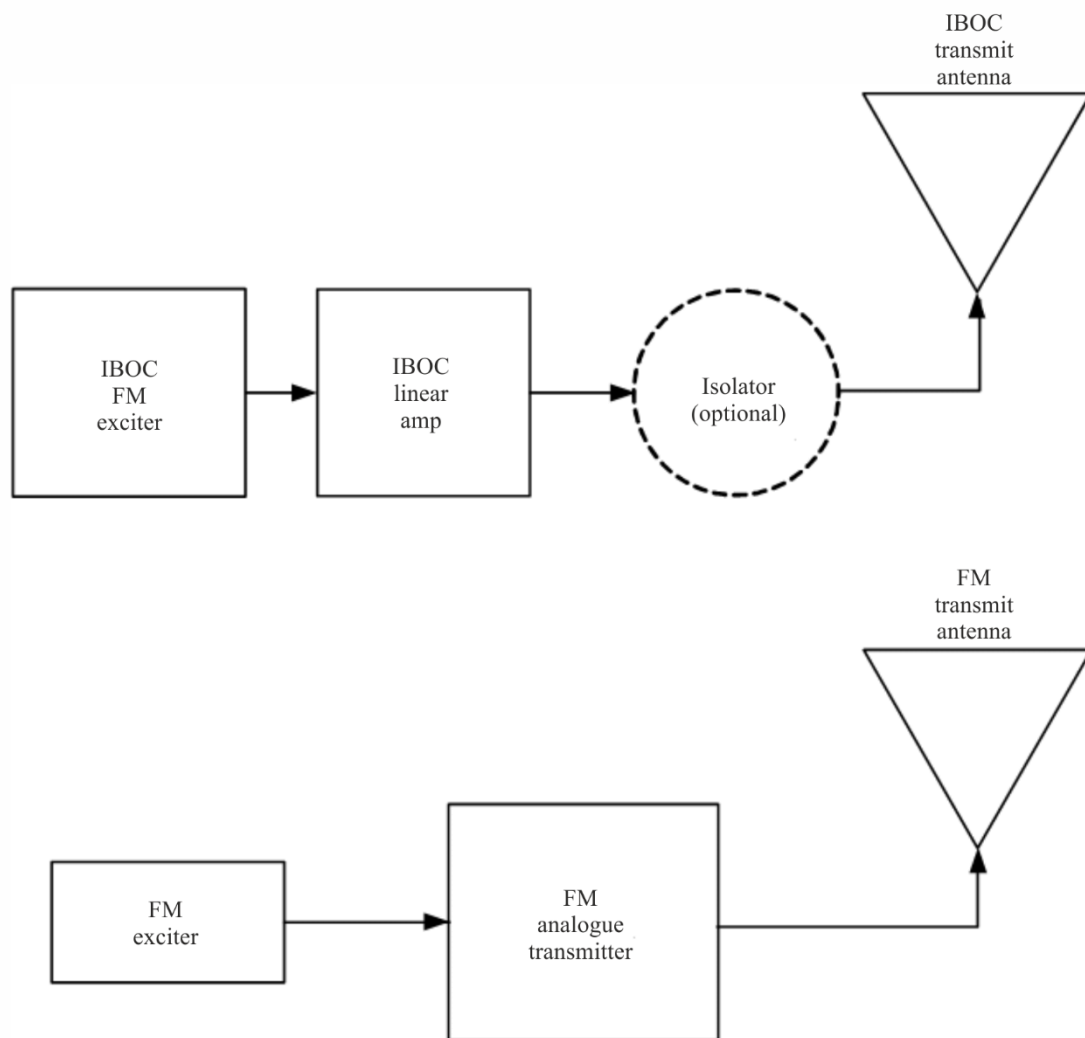 IBOC
transmit
antenna
IBOC
FM
exciter
IBOC
linear
amp
Isolator
(optional)
FM
transmit
antenna
FM
exciter
FM
analogue
transmitter